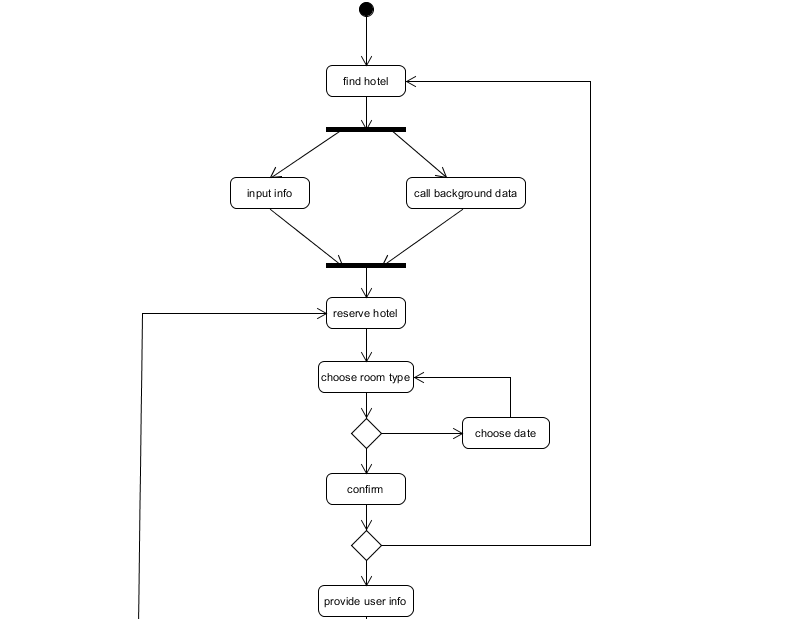 find hotel
input info
call background data
reserve hotel
choose room type
choose date
confirm
provide user info